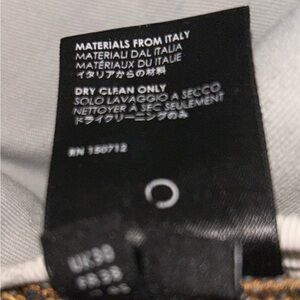 MATERIALS FROM ITALY
MATERIALI DAL ITALIA
MATÉRIAUX DU ITALIE
イタリアからの材料
DRY CLEAN ONLY
SOLO LAVAGGIO A SECCO
NETTOYER A SEC SEULEMENT
ドライクリーニングのみ
RN 150712